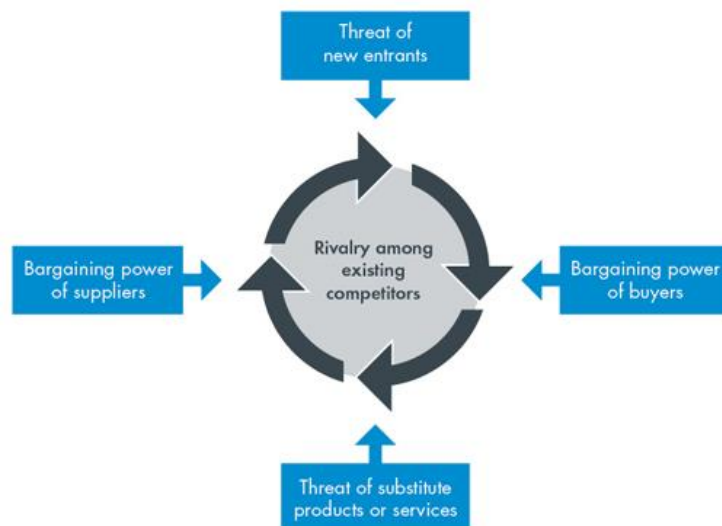 Threat of
new entrants
Rivalry among
existing
competitors
Bargaining power
of suppliers
Bargaining power
of buyers
Threat of substitute
products or services